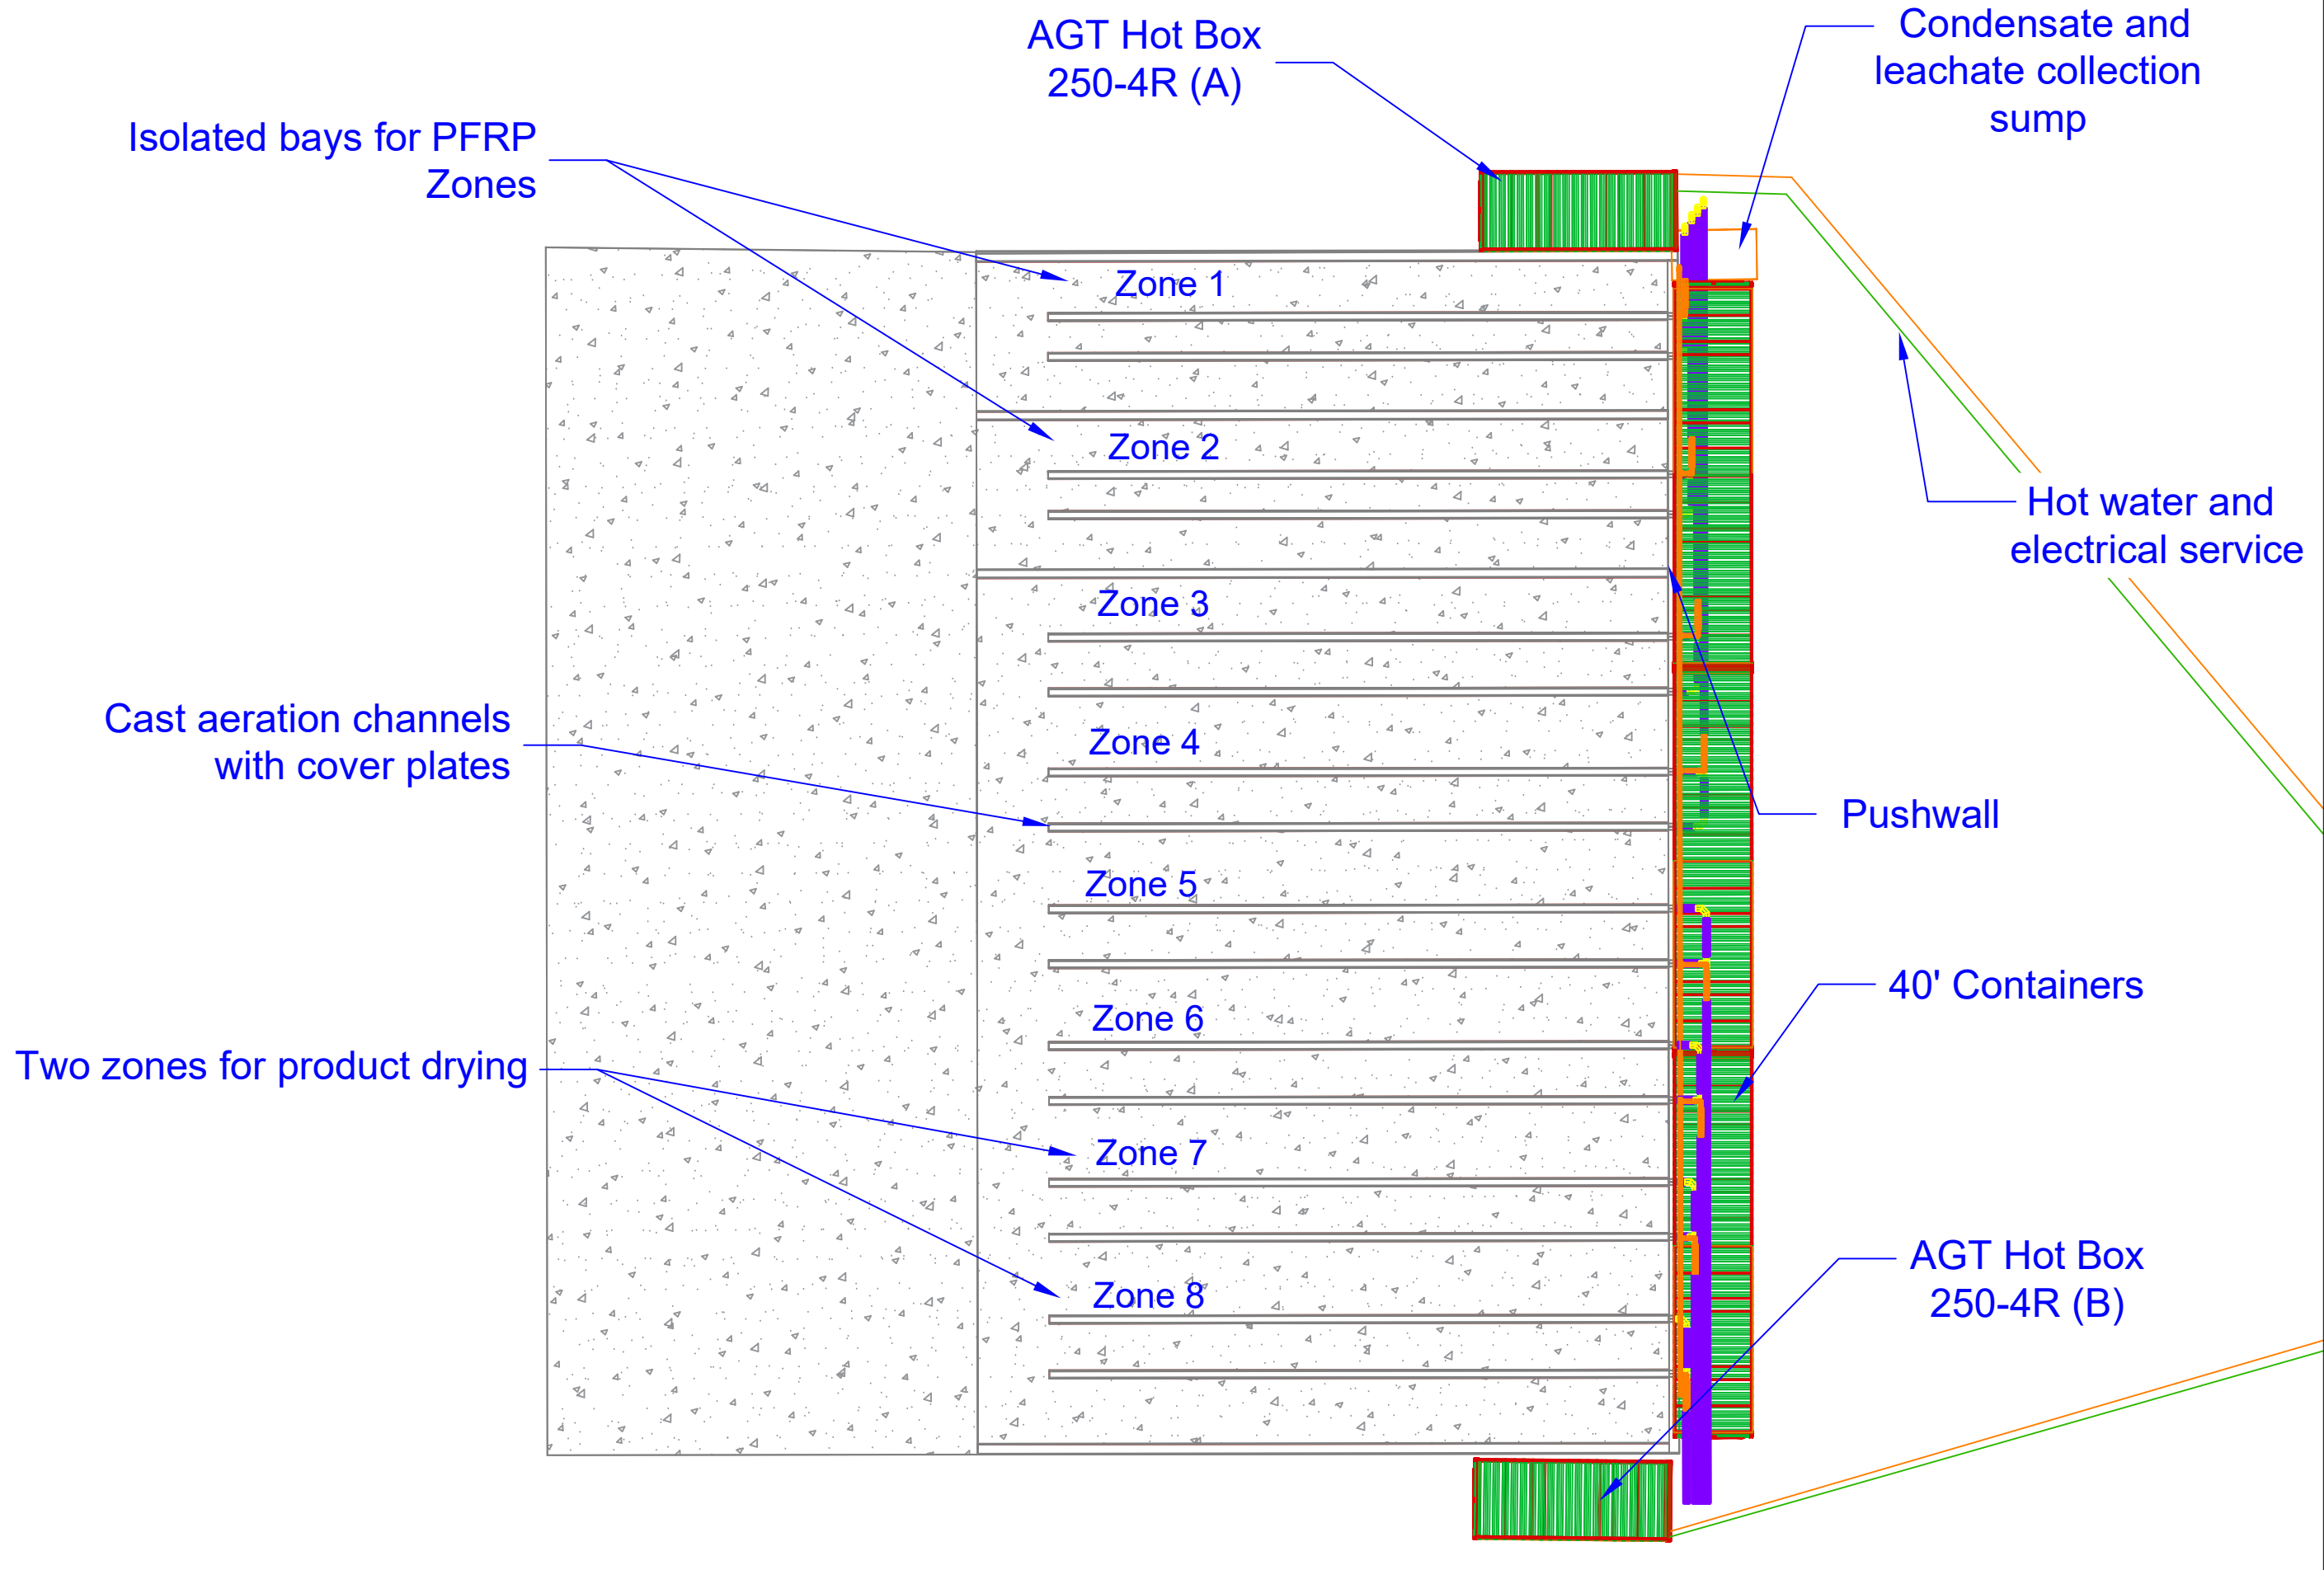 AGT Hot Box
250-4R (A)
Condensate and
leachate collection
sump
Isolated bays for PFRP
Zones
Zone 1
Zone 2
Hot water and
electrical service
Zone 3
Cast aeration channels
with cover plates
Zone 4
Pushwall
Zone 5
40' Containers
Zone 6
Two zones for product drying
Zone 7
AGT Hot Box
250-4R (B)
Zone 8